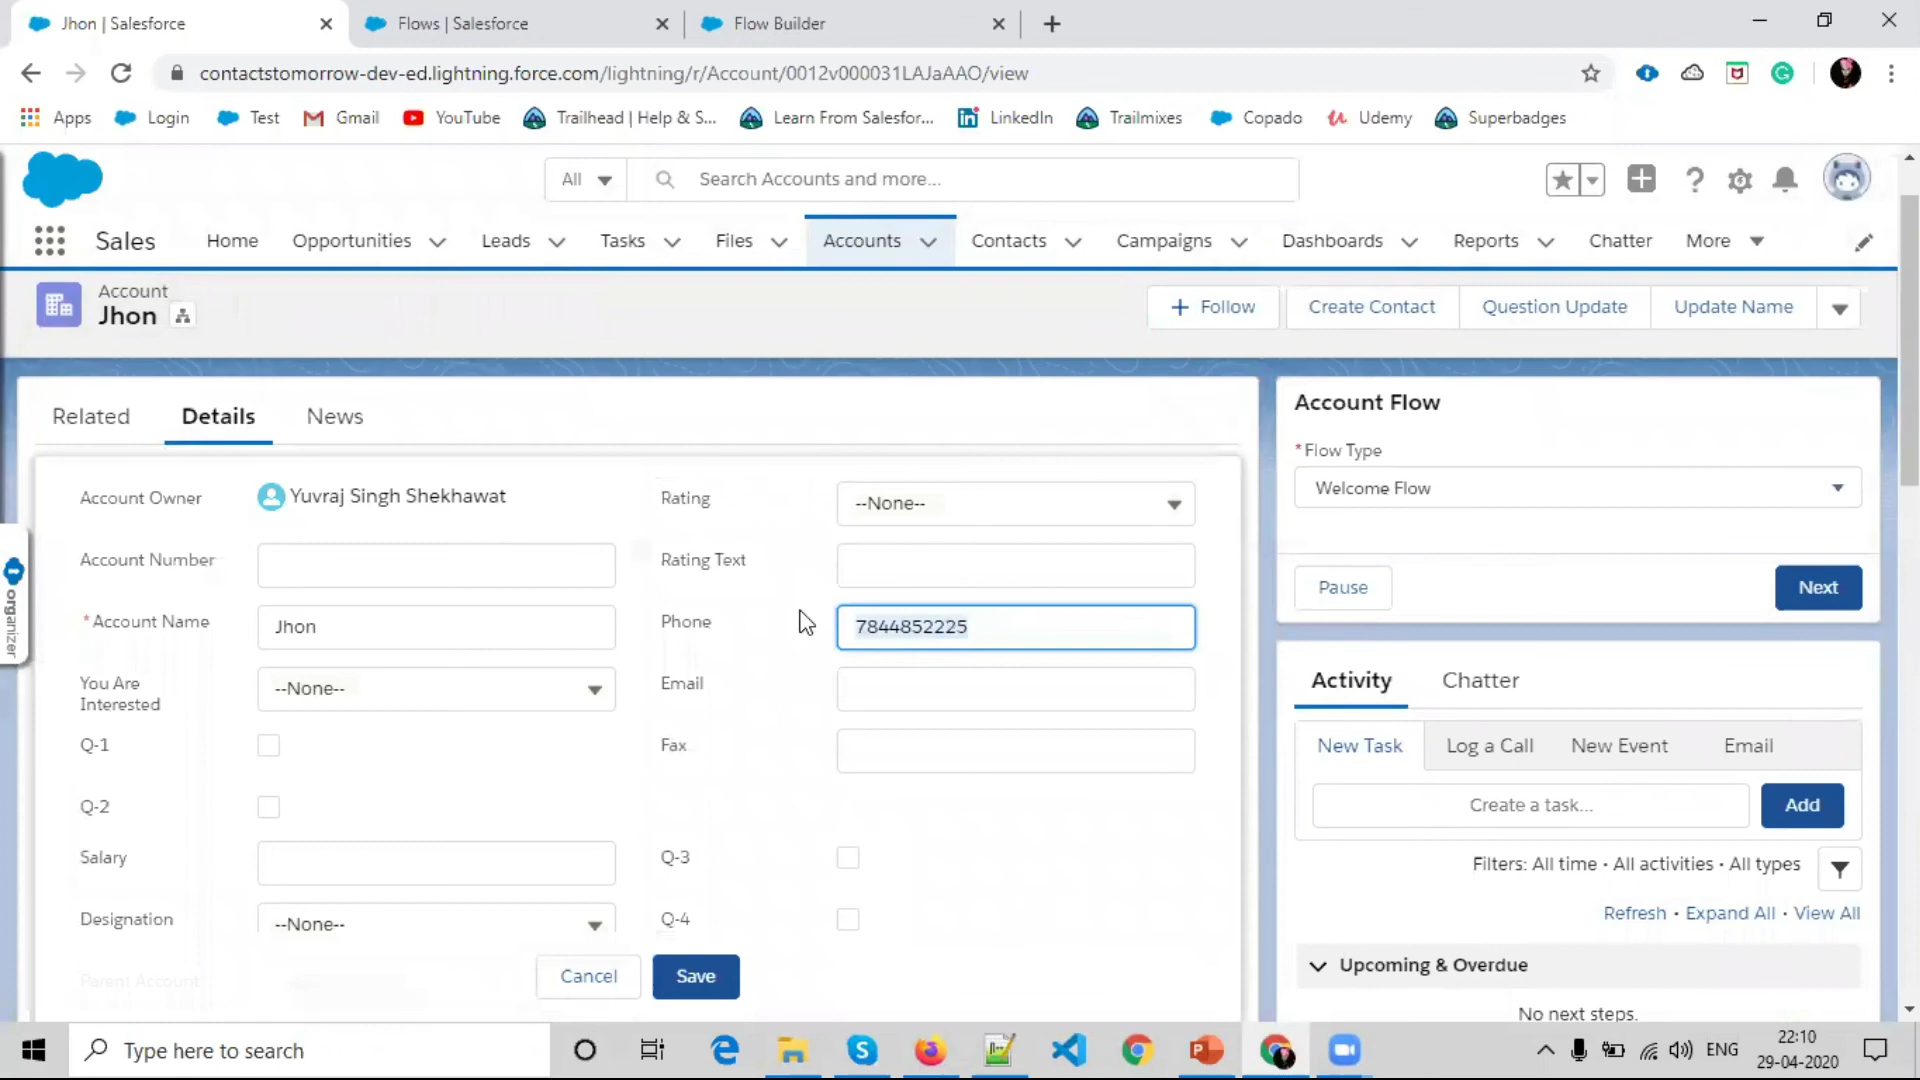 Jhon | Salesforce
Flows | Salesforce
Flow Builder
contactstomorrow-dev-ed.lightning.force.com/lightning/r/Account/0012v000031LAJaAAO/view
Apps
Login
Test
Gmail
YouTube
Trailhead | Help & S...
Learn From Salesfor...
LinkedIn
Trailmixes
Copado
Udemy
Superbadges
All
Search Accounts and more...
Sales
Home
Opportunities
Leads
Tasks
Files
Accounts
Contacts
Campaigns
Dashboards
Reports
Chatter
More
Account
Jhon
+ Follow
Create Contact
Question Update
Update Name
Related
Details
News
Account Owner
Yuvraj Singh Shekhawat
Rating
--None--
Account Number
Rating Text
*Account Name
Jhon
Phone
7844852225
You Are
Interested
--None--
Email
Q-1
Fax
Q-2
Salary
Q-3
Designation
--None--
Q-4
Parent Account
Cancel
Save
organizer
Account Flow
*Flow Type
Welcome Flow
Pause
Next
Activity
Chatter
New Task
Log a Call
New Event
Email
Create a task...
Add
Filters: All time • All activities • All types
Refresh • Expand All • View All
Upcoming & Overdue
No next steps.
Type here to search
ENG
22:10
29-04-2020